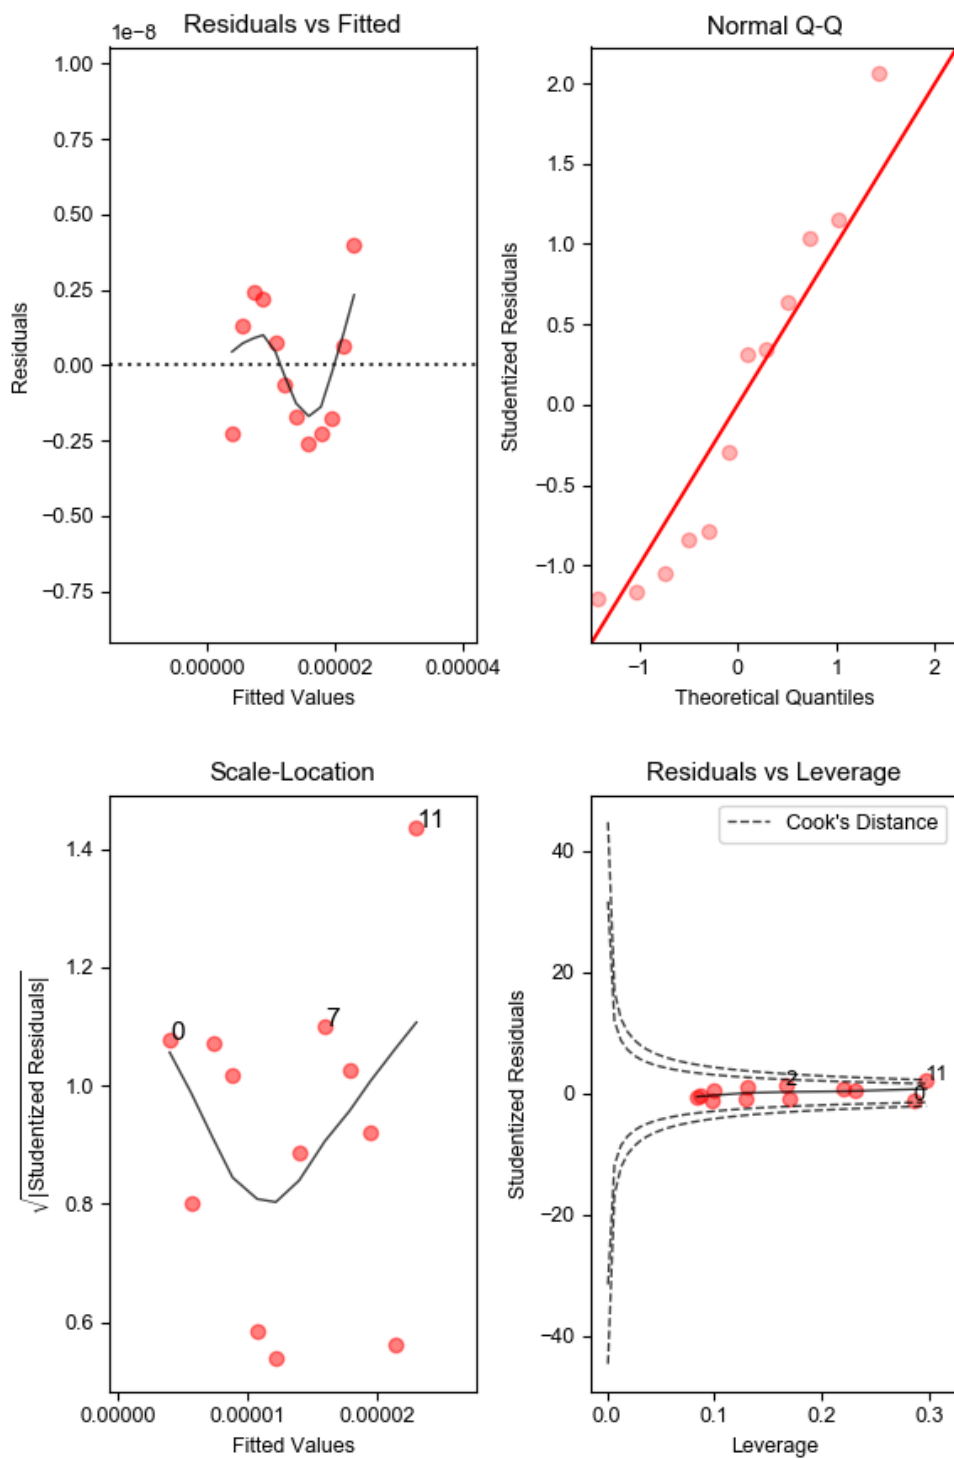 Residuals vs Fitted
1e−8
1.00
0.75
0.50
0.25
0.00
−0.25
−0.50
−0.75
Residuals
0.00000 0.00002 0.00004
Fitted Values
Normal Q-Q
2.0
1.5
1.0
0.5
0.0
−0.5
−1.0
Studentized Residuals
−1 0 1 2
Theoretical Quantiles
Scale-Location
1.4
1.2
1.0
0.8
0.6
√|Studentized Residuals|
0
7
11
0.00000 0.00001 0.00002
Fitted Values
Residuals vs Leverage
Cook's Distance
40
20
0
−20
−40
Studentized Residuals
2
11
0
0.0 0.1 0.2 0.3
Leverage